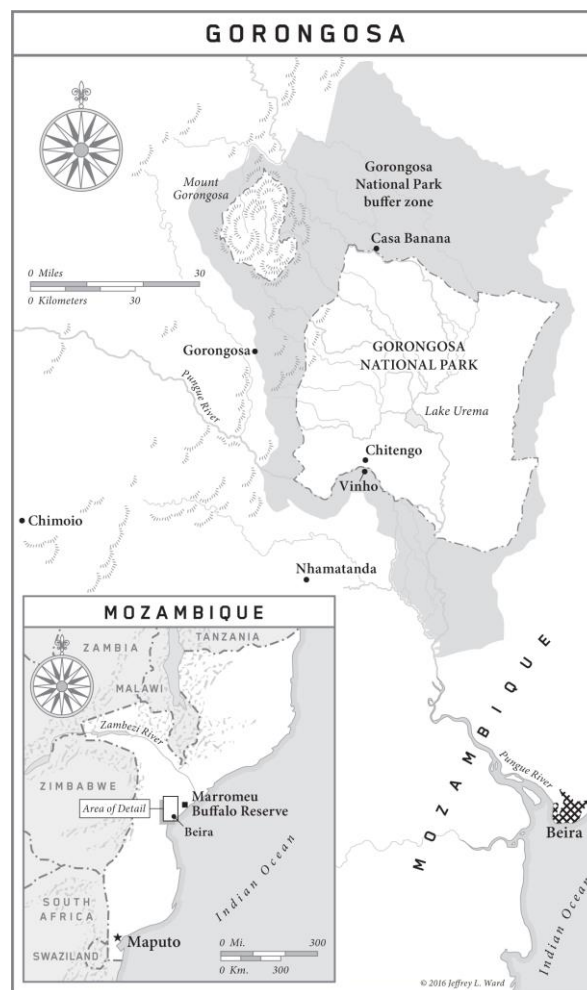 GORONGOSA
Mount
Gorongosa
Gorongosa
National Park
buffer zone
Casa Banana
0 Miles 30
0 Kilometers 30
GORONGOSA
NATIONAL PARK
Gorongosa
Pungue River
Lake Urema
Chitengo
Vinho
Chimoio
Nhamatanda
MOZAMBIQUE
Pungue River
Beira
Indian Ocean
© 2016 Jeffrey L. Ward
MOZAMBIQUE
TANZANIA
ZAMBIA
MALAWI
Zambezi River
ZIMBABWE
Area of Detail
Marromeu
Buffalo Reserve
Beira
Indian Ocean
SOUTH
AFRICA
Maputo
SWAZILAND
0 Mi. 300
0 Km. 300